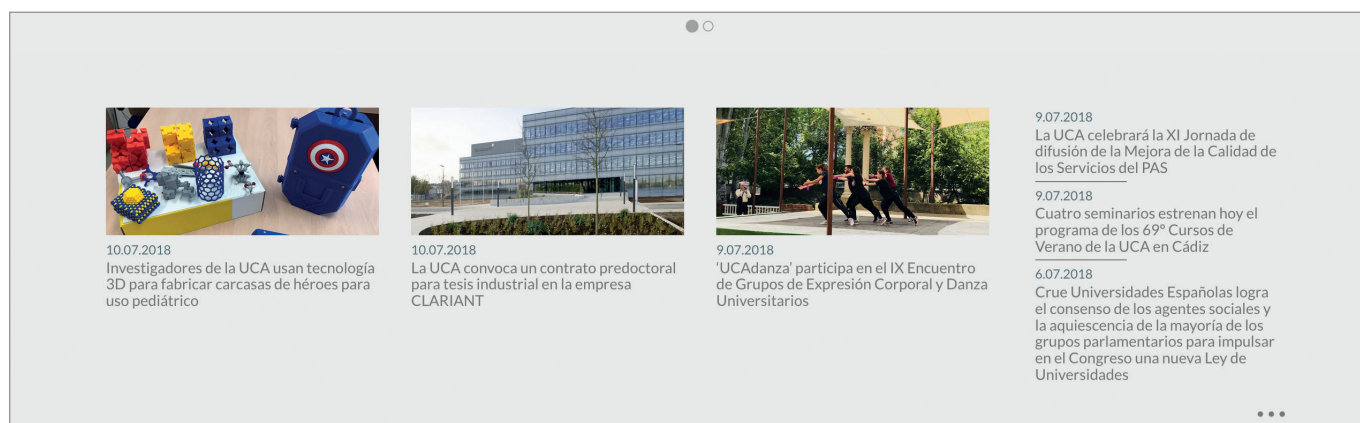 10.07.2018
Investigadores de la UCA usan tecnología
3D para fabricar carcasas de héroes para
uso pediátrico
10.07.2018
La UCA convoca un contrato predoctoral
para tesis industrial en la empresa
CLARIANT
9.07.2018
'UCAdanza' participa en el IX Encuentro
de Grupos de Expresión Corporal y Danza
Universitarios
9.07.2018
La UCA celebrará la XI Jornada de
difusión de la Mejora de la Calidad de
los Servicios del PAS
9.07.2018
Cuatro seminarios estrenan hoy el
programa de los 69º Cursos de
Verano de la UCA en Cádiz
6.07.2018
Crue Universidades Españolas logra
el consenso de los agentes sociales y
la aquiescencia de la mayoría de los
grupos parlamentarios para impulsar
en el Congreso una nueva Ley de
Universidades